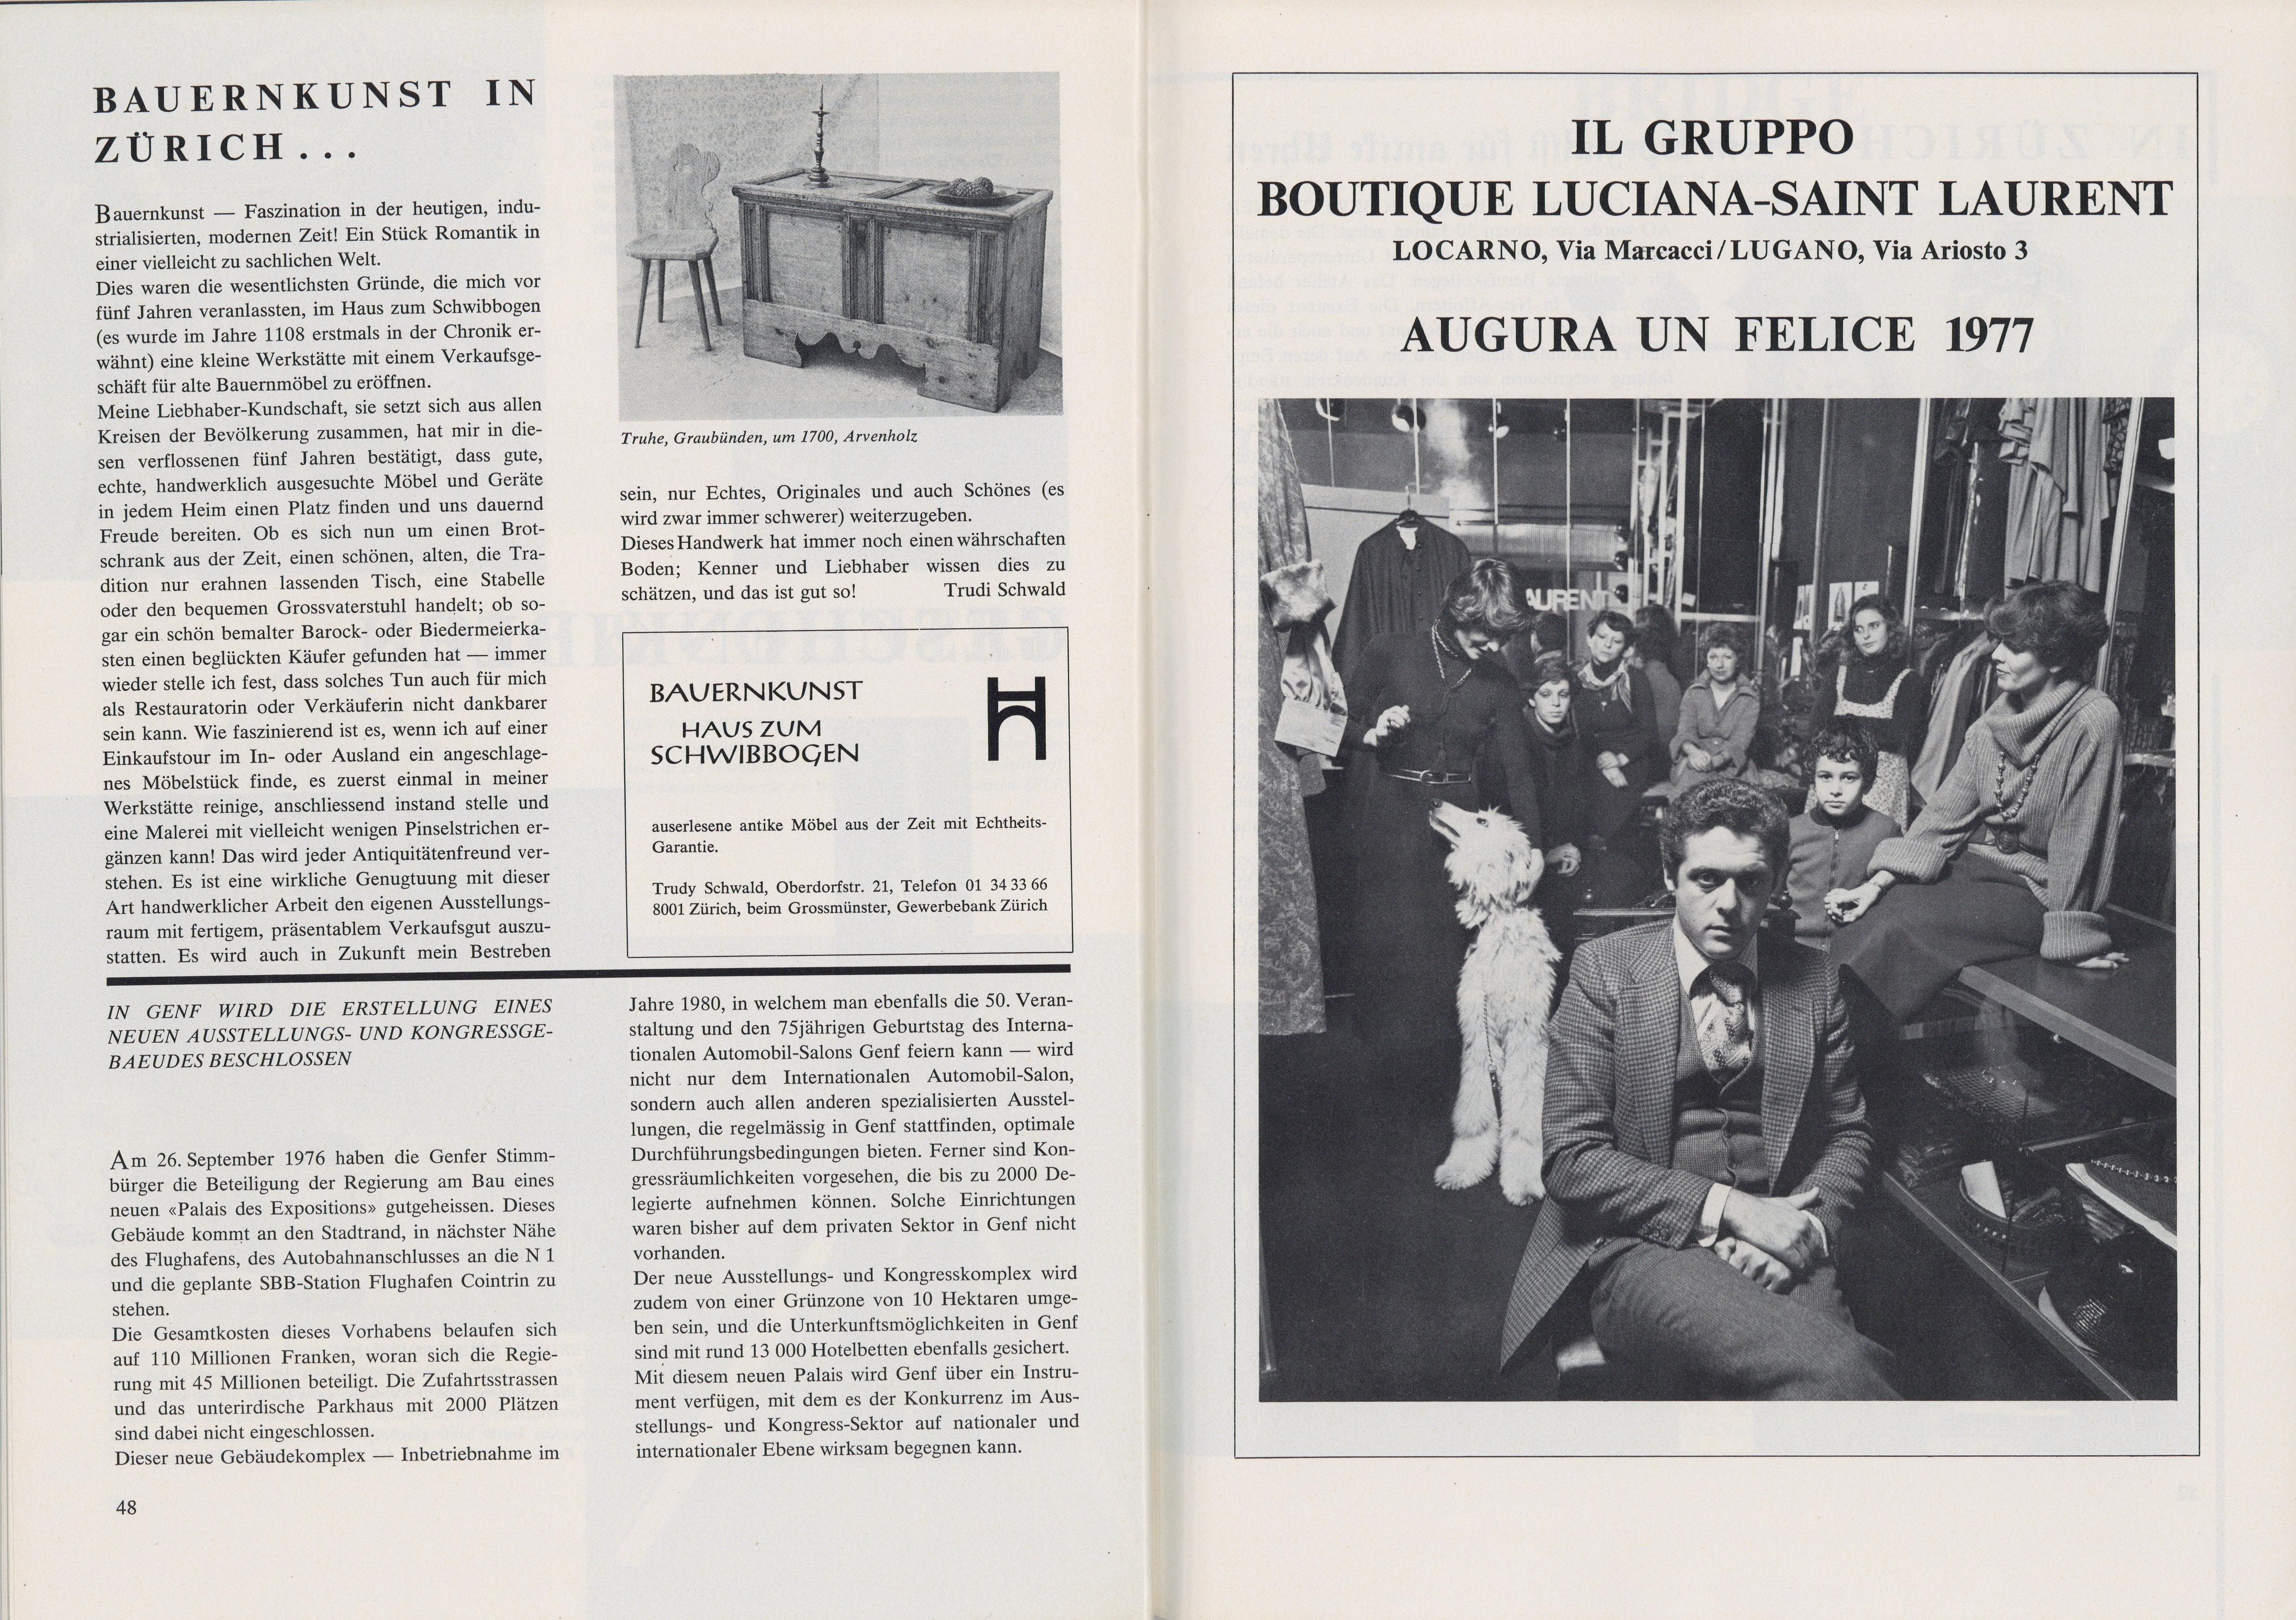 BAUERNKUNST IN
ZÜRICH...
Bauernkunst — Faszination in der heutigen, indu-
strialisierten, modernen Zeit! Ein Stück Romantik in
einer vielleicht zu sachlichen Welt.
Dies waren die wesentlichsten Gründe, die mich vor
fünf Jahren veranlassten, im Haus zum Schwibbogen
(es wurde im Jahre 1108 erstmals in der Chronik er-
wähnt) eine kleine Werkstätte mit einem Verkaufsge-
schäft für alte Bauernmöbel zu eröffnen.
Meine Liebhaber-Kundschaft, sie setzt sich aus allen
Kreisen der Bevölkerung zusammen, hat mir in die-
sen verflossenen fünf Jahren bestätigt, dass gute,
echte, handwerklich ausgesuchte Möbel und Geräte
in jedem Heim einen Platz finden und uns dauernd
Freude bereiten. Ob es sich nun um einen Brot-
schrank aus der Zeit, einen schönen, alten, die Tra-
dition nur erahnen lassenden Tisch, eine Stabelle
oder den bequemen Grossvaterstuhl handelt; ob so-
gar ein schön bemalter Barock- oder Biedermeierka-
sten einen beglückten Käufer gefunden hat — immer
wieder stelle ich fest, dass solches Tun auch für mich
als Restauratorin oder Verkäuferin nicht dankbarer
sein kann. Wie faszinierend ist es, wenn ich auf einer
Einkaufstour im In- oder Ausland ein angeschlage-
nes Möbelstück finde, es zuerst einmal in meiner
Werkstätte reinige, anschliessend instand stelle und
eine Malerei mit vielleicht wenigen Pinselstrichen er-
gänzen kann! Das wird jeder Antiquitätenfreund ver-
stehen. Es ist eine wirkliche Genugtuung mit dieser
Art handwerklicher Arbeit den eigenen Ausstellungs-
raum mit fertigem, präsentablem Verkaufsgut auszu-
statten. Es wird auch in Zukunft mein Bestreben
Truhe, Graubünden, um 1700, Arvenholz
sein, nur Echtes, Originales und auch Schönes (es
wird zwar immer schwerer) weiterzugeben.
Dieses Handwerk hat immer noch einen währschaften
Boden; Kenner und Liebhaber wissen dies zu
schätzen, und das ist gut so! Trudi Schwald
BAUERNKUNST
HAUS ZUM
SCHWIBBOGEN
auserlesene antike Möbel aus der Zeit mit Echtheits-
Garantie.
Trudy Schwald, Oberdorfstr. 21, Telefon 01 34 33 66
8001 Zürich, beim Grossmünster, Gewerbebank Zürich
IN GENF WIRD DIE ERSTELLUNG EINES
NEUEN AUSSTELLUNGS- UND KONGRESSGE-
BAEUDES BESCHLOSSEN
Am 26. September 1976 haben die Genfer Stimm-
bürger die Beteiligung der Regierung am Bau eines
neuen «Palais des Expositions» gutgeheissen. Dieses
Gebäude kommt an den Stadtrand, in nächster Nähe
des Flughafens, des Autobahnanschlusses an die N 1
und die geplante SBB-Station Flughafen Cointrin zu
stehen.
Die Gesamtkosten dieses Vorhabens belaufen sich
auf 110 Millionen Franken, woran sich die Regie-
rung mit 45 Millionen beteiligt. Die Zufahrtsstrassen
und das unterirdische Parkhaus mit 2000 Plätzen
sind dabei nicht eingeschlossen.
Dieser neue Gebäudekomplex — Inbetriebnahme im
Jahre 1980, in welchem man ebenfalls die 50. Veran-
staltung und den 75jährigen Geburtstag des Interna-
tionalen Automobil-Salons Genf feiern kann — wird
nicht nur dem Internationalen Automobil-Salon,
sondern auch allen anderen spezialisierten Ausstel-
lungen, die regelmässig in Genf stattfinden, optimale
Durchführungsbedingungen bieten. Ferner sind Kon-
gressräumlichkeiten vorgesehen, die bis zu 2000 De-
legierte aufnehmen können. Solche Einrichtungen
waren bisher auf dem privaten Sektor in Genf nicht
vorhanden.
Der neue Ausstellungs- und Kongresskomplex wird
zudem von einer Grünzone von 10 Hektaren umge-
ben sein, und die Unterkunftsmöglichkeiten in Genf
sind mit rund 13 000 Hotelbetten ebenfalls gesichert.
Mit diesem neuen Palais wird Genf über ein Instru-
ment verfügen, mit dem es der Konkurrenz im Aus-
stellungs- und Kongress-Sektor auf nationaler und
internationaler Ebene wirksam begegnen kann.
48
IL GRUPPO
BOUTIQUE LUCIANA-SAINT LAURENT
LOCARNO, Via Marcacci/LUGANO, Via Ariosto 3
AUGURA UN FELICE 1977
AURENT